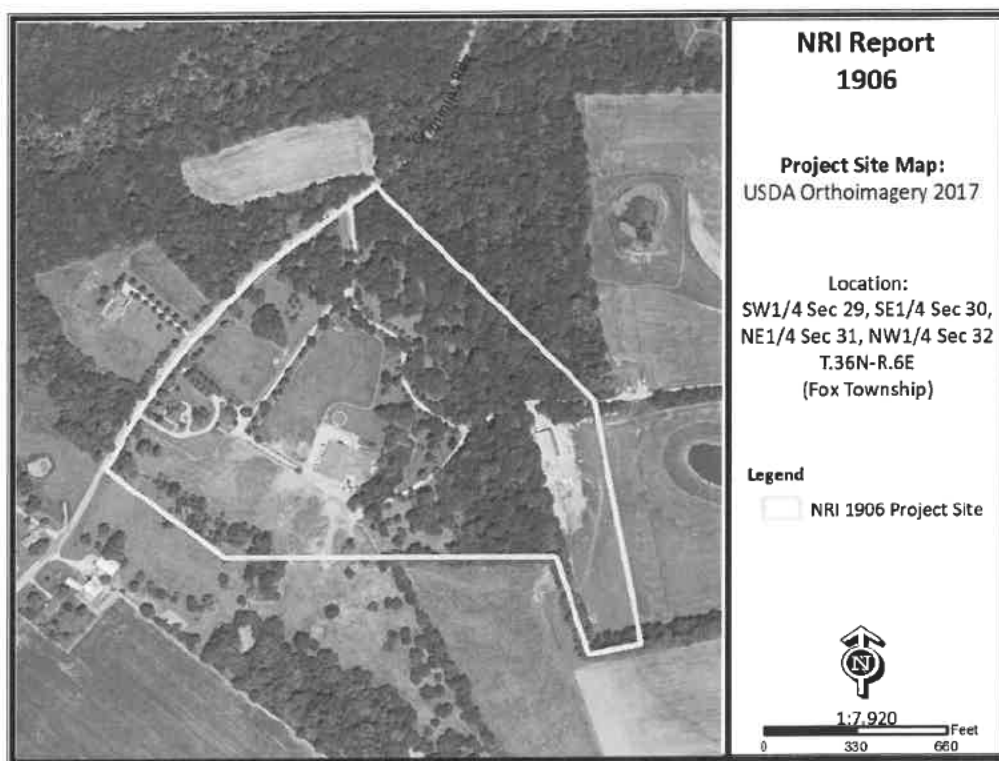 NRI Report
1906
Project Site Map:
USDA Orthoimagery 2017
Location:
SW1/4 Sec 29, SE1/4 Sec 30,
NE1/4 Sec 31, NW1/4 Sec 32
T.36N-R.6E
(Fox Township)
Legend
NRI 1906 Project Site
N
1:7,920
Feet
0 330 660